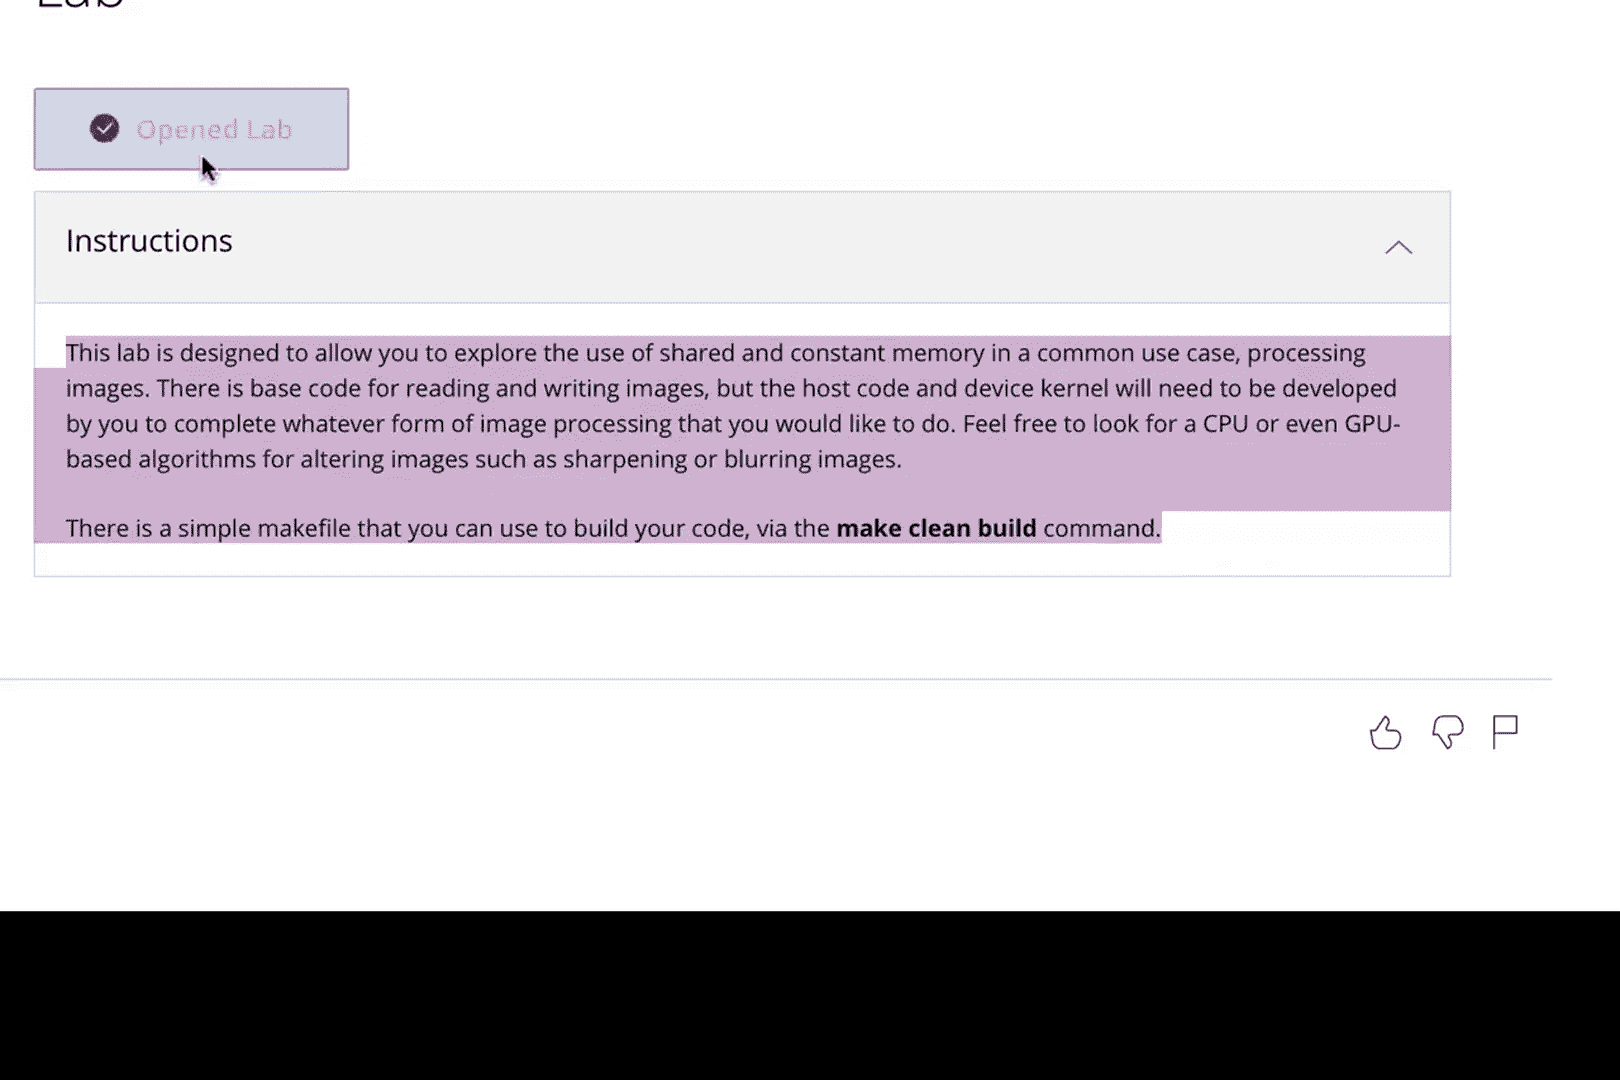 Lab
Opened Lab
Instructions
This lab is designed to allow you to explore the use of shared and constant memory in a common use case, processing
images. There is base code for reading and writing images, but the host code and device kernel will need to be developed
by you to complete whatever form of image processing that you would like to do. Feel free to look for a CPU or even GPU-
based algorithms for altering images such as sharpening or blurring images.
There is a simple makefile that you can use to build your code, via the make clean build command.